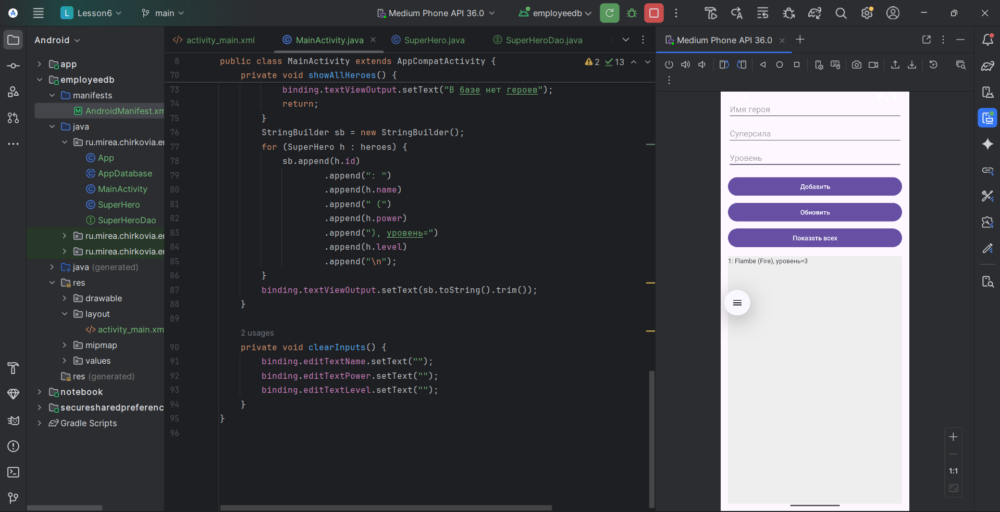 L Lesson6 main Medium Phone API 36.0 employeedb
Android
app
employeedb
manifests
AndroidManifest.xm
java
ru.mirea.chirkovia.er
App
AppDatabase
MainActivity
SuperHero
SuperHeroDao
ru.mirea.chirkovia.er
ru.mirea.chirkovia.er
java (generated)
res
drawable
layout
activity_main.xm
mipmap
values
res (generated)
notebook
securesharedpreferenc
Gradle Scripts
activity_main.xml MainActivity.java SuperHero.java SuperHeroDao.java
2 13
8 public class MainActivity extends AppCompatActivity {
70 private void showAllHeroes() {
73 binding.textViewOutput.setText("В базе нет героев");
74 return;
75 }
76 StringBuilder sb = new StringBuilder();
77 for (SuperHero h : heroes) {
78 sb.append(h.id)
79 .append(": ")
80 .append(h.name)
81 .append(" (")
82 .append(h.power)
83 .append("), уровень=")
84 .append(h.level)
85 .append("\n");
86 }
87 binding.textViewOutput.setText(sb.toString().trim());
88 }
89
2 usages
90 private void clearInputs() {
91 binding.editTextName.setText("");
92 binding.editTextPower.setText("");
93 binding.editTextLevel.setText("");
94 }
95 }
96
Medium Phone API 36.0
Имя героя
Суперсила
Уровень
Добавить
Обновить
Показать всех
1: Flambe (Fire), уровень=3
1:1